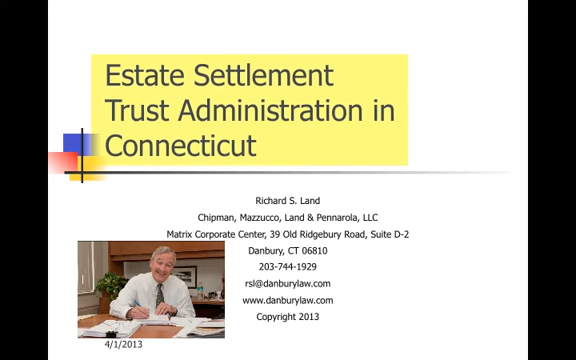 Estate Settlement
Trust Administration in
Connecticut
Richard S. Land
Chipman, Mazzucco, Land & Pennarola, LLC
Matrix Corporate Center, 39 Old Ridgebury Road, Suite D-2
Danbury, CT 06810
203-744-1929
rsl@danburylaw.com
www.danburylaw.com
Copyright 2013
4/1/2013